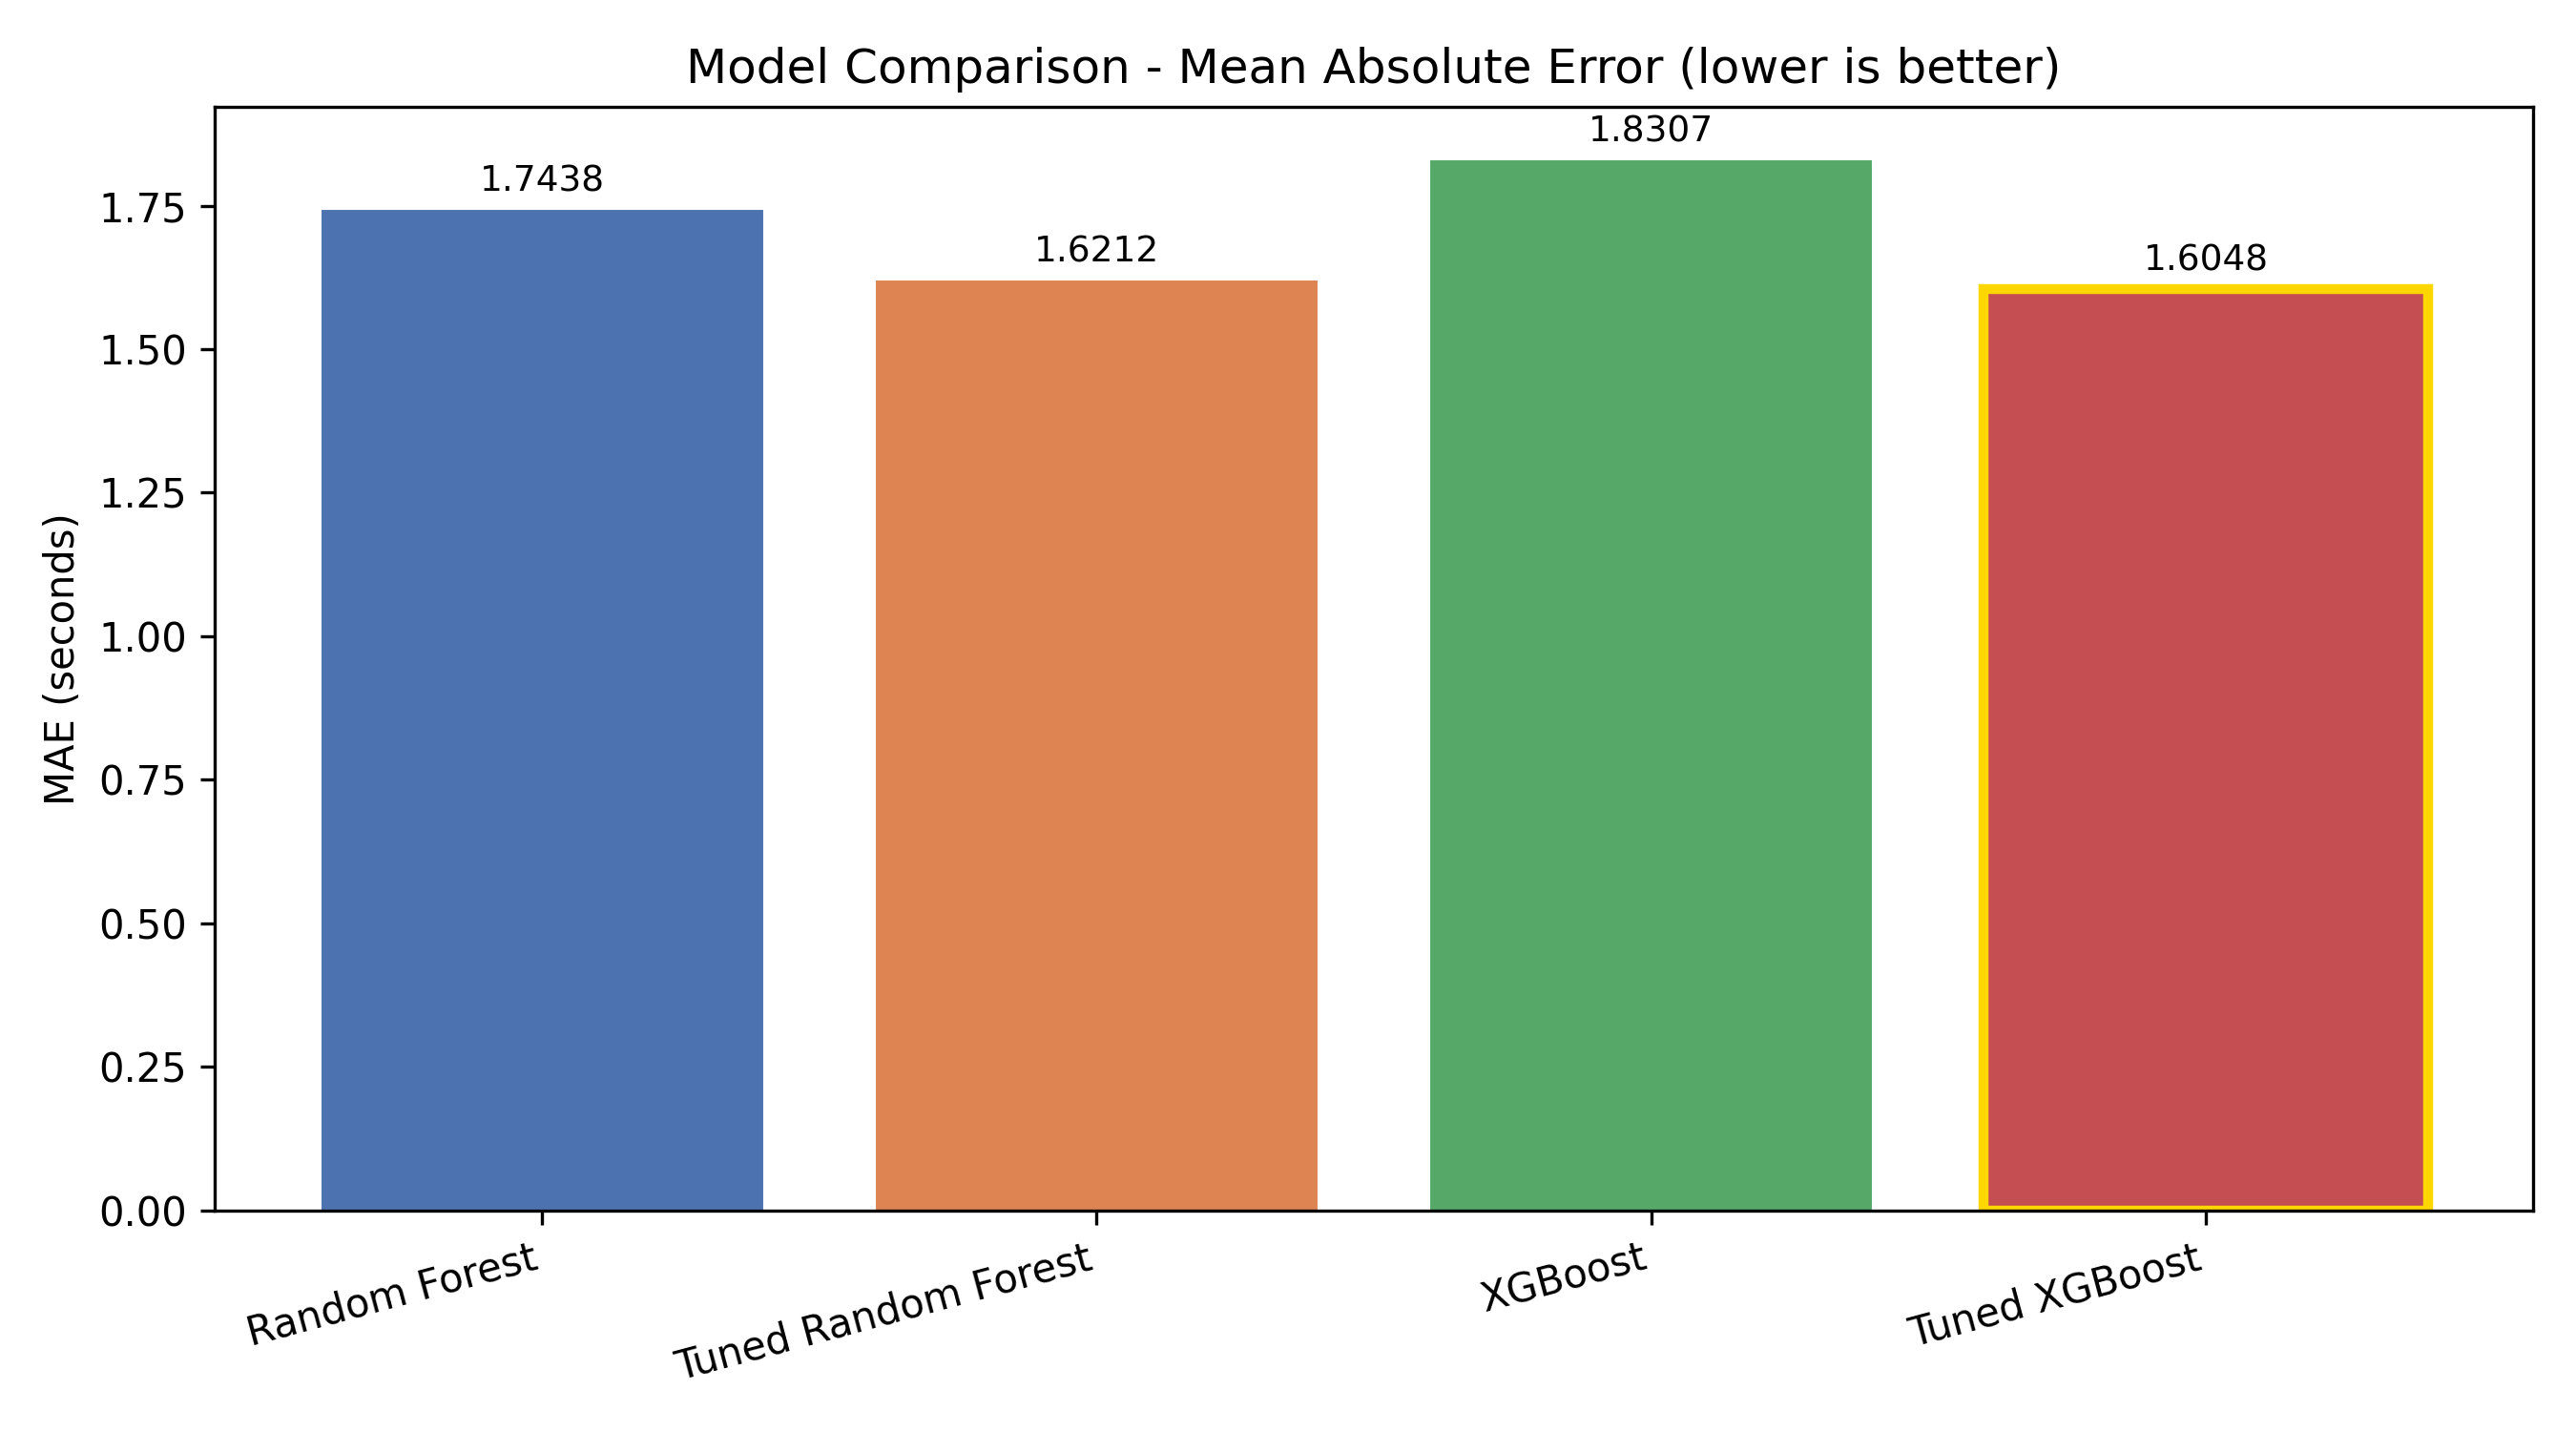 Model Comparison - Mean Absolute Error (lower is better)
MAE (seconds)
1.75
1.50
1.25
1.00
0.75
0.50
0.25
0.00
1.7438
1.6212
1.8307
1.6048
Random Forest
Tuned Random Forest
XGBoost
Tuned XGBoost